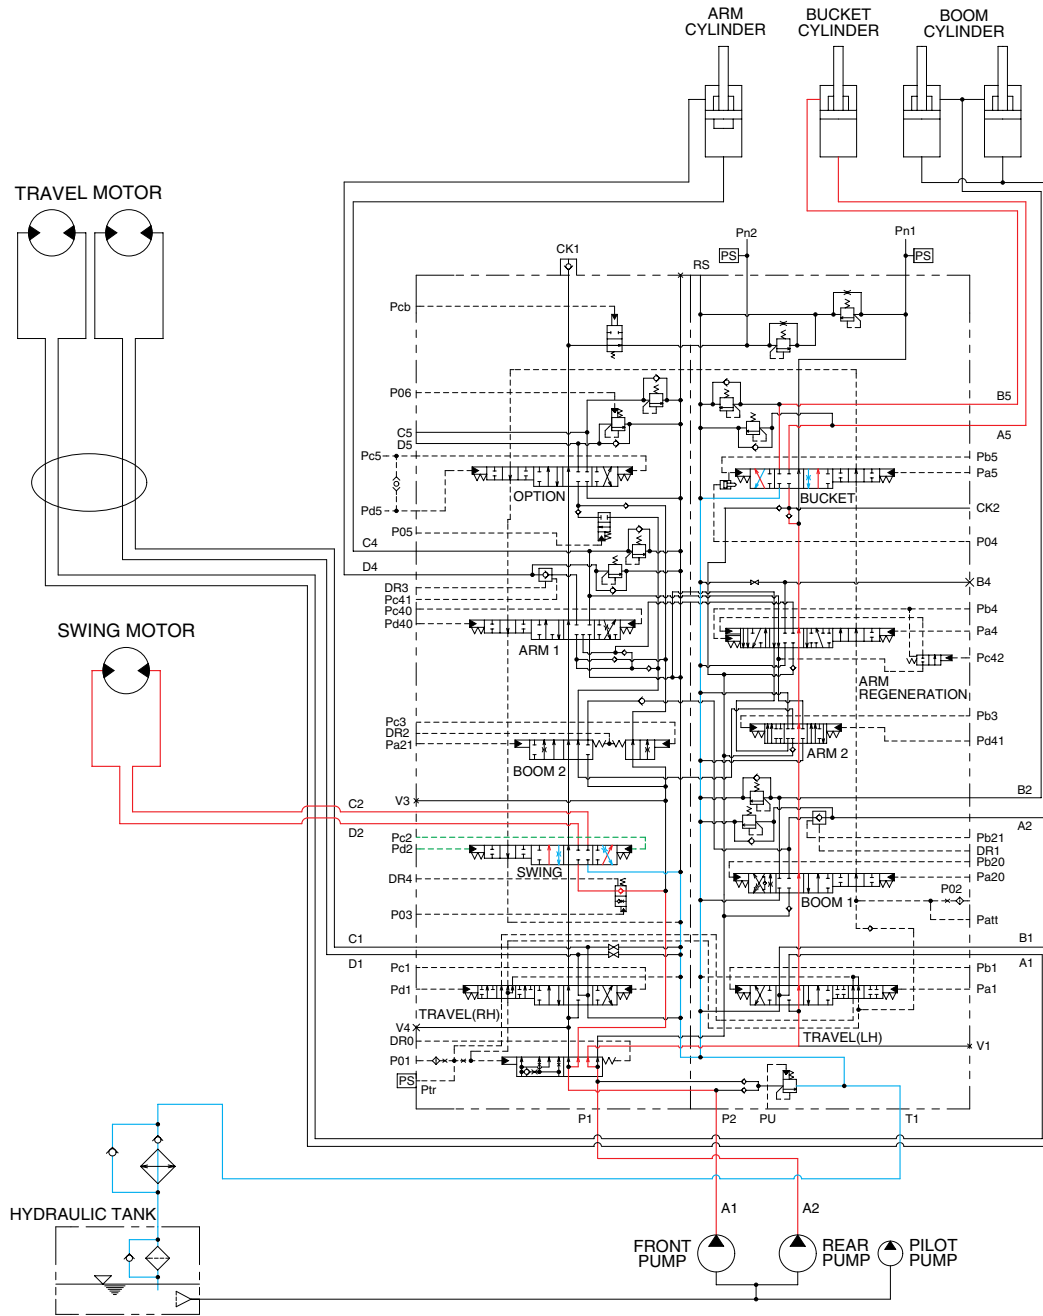 ARM
CYLINDER
BUCKET
CYLINDER
BOOM
CYLINDER
TRAVEL MOTOR
Pn2
Pn1
CK1
PS
PS
RS
Pcb
P06
B5
C5
D5
A5
Pc5
Pb5
Pa5
OPTION
BUCKET
Pd5
CK2
P05
P04
C4
D4
B4
DR3
Pc41
Pc40
Pd40
Pb4
Pa4
SWING MOTOR
ARM 1
Pc42
ARM
REGENERATION
Pc3
DR2
Pa21
Pb3
Pd41
ARM 2
BOOM 2
B2
V3
C2
D2
A2
Pc2
Pd2
Pb21
DR1
Pb20
Pa20
SWING
DR4
BOOM 1
P02
P03
Patt
C1
B1
D1
A1
Pc1
Pb1
Pd1
Pa1
TRAVEL(RH)
V4
TRAVEL(LH)
DR0
V1
P01
PS
Ptr
P1
P2
PU
T1
HYDRAULIC TANK
A1
A2
FRONT
PUMP
REAR
PUMP
PILOT
PUMP